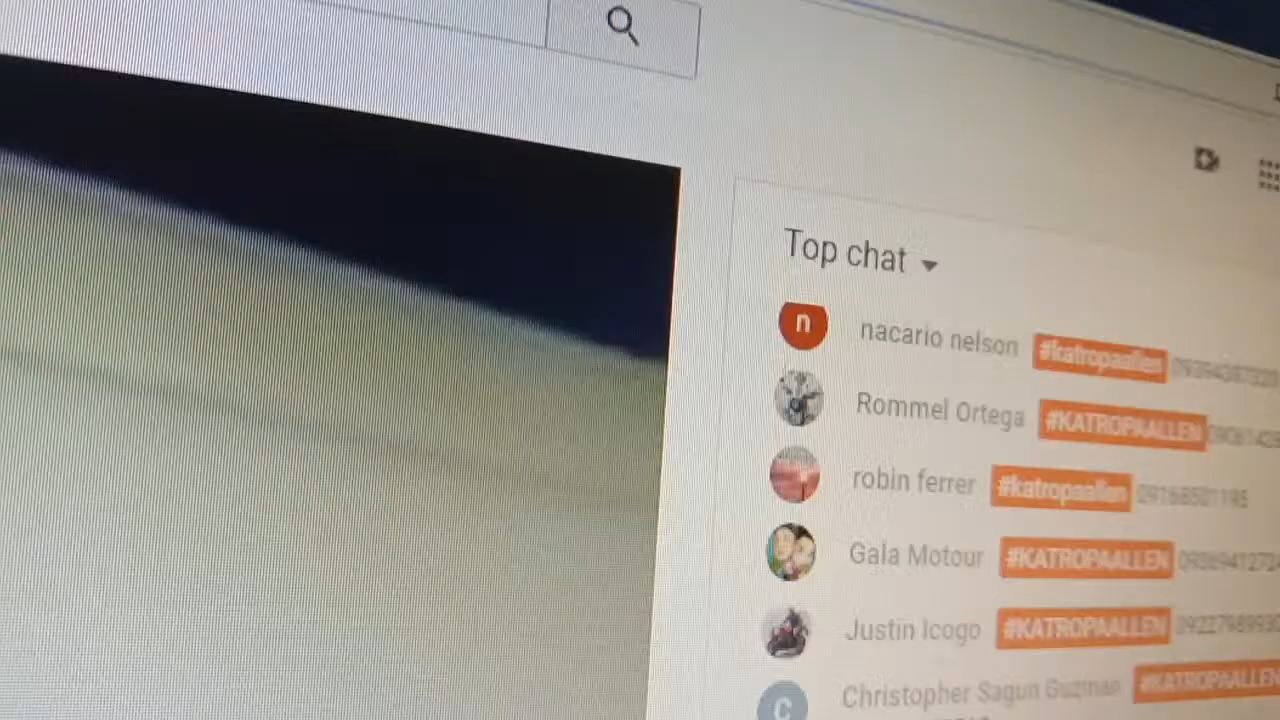 Top chat
n nacario nelson #katropaallen
Rommel Ortega #KATROPAALLEN
robin ferrer #katropaallen 09168501195
Gala Motour #KATROPAALLEN
Justin Icogo #KATROPAALLEN
C Christopher Sagun Guzman #KATROPAALLEN